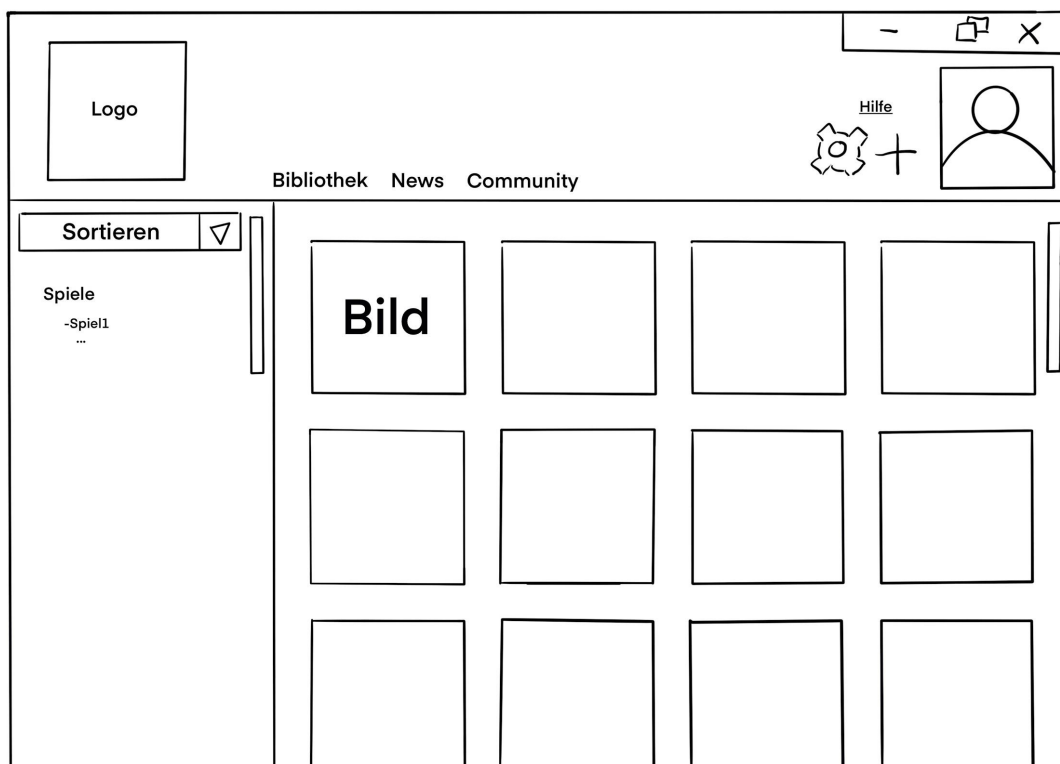 Logo
Hilfe
Bibliothek News Community
Sortieren
Spiele
-Spiel1
...
Bild